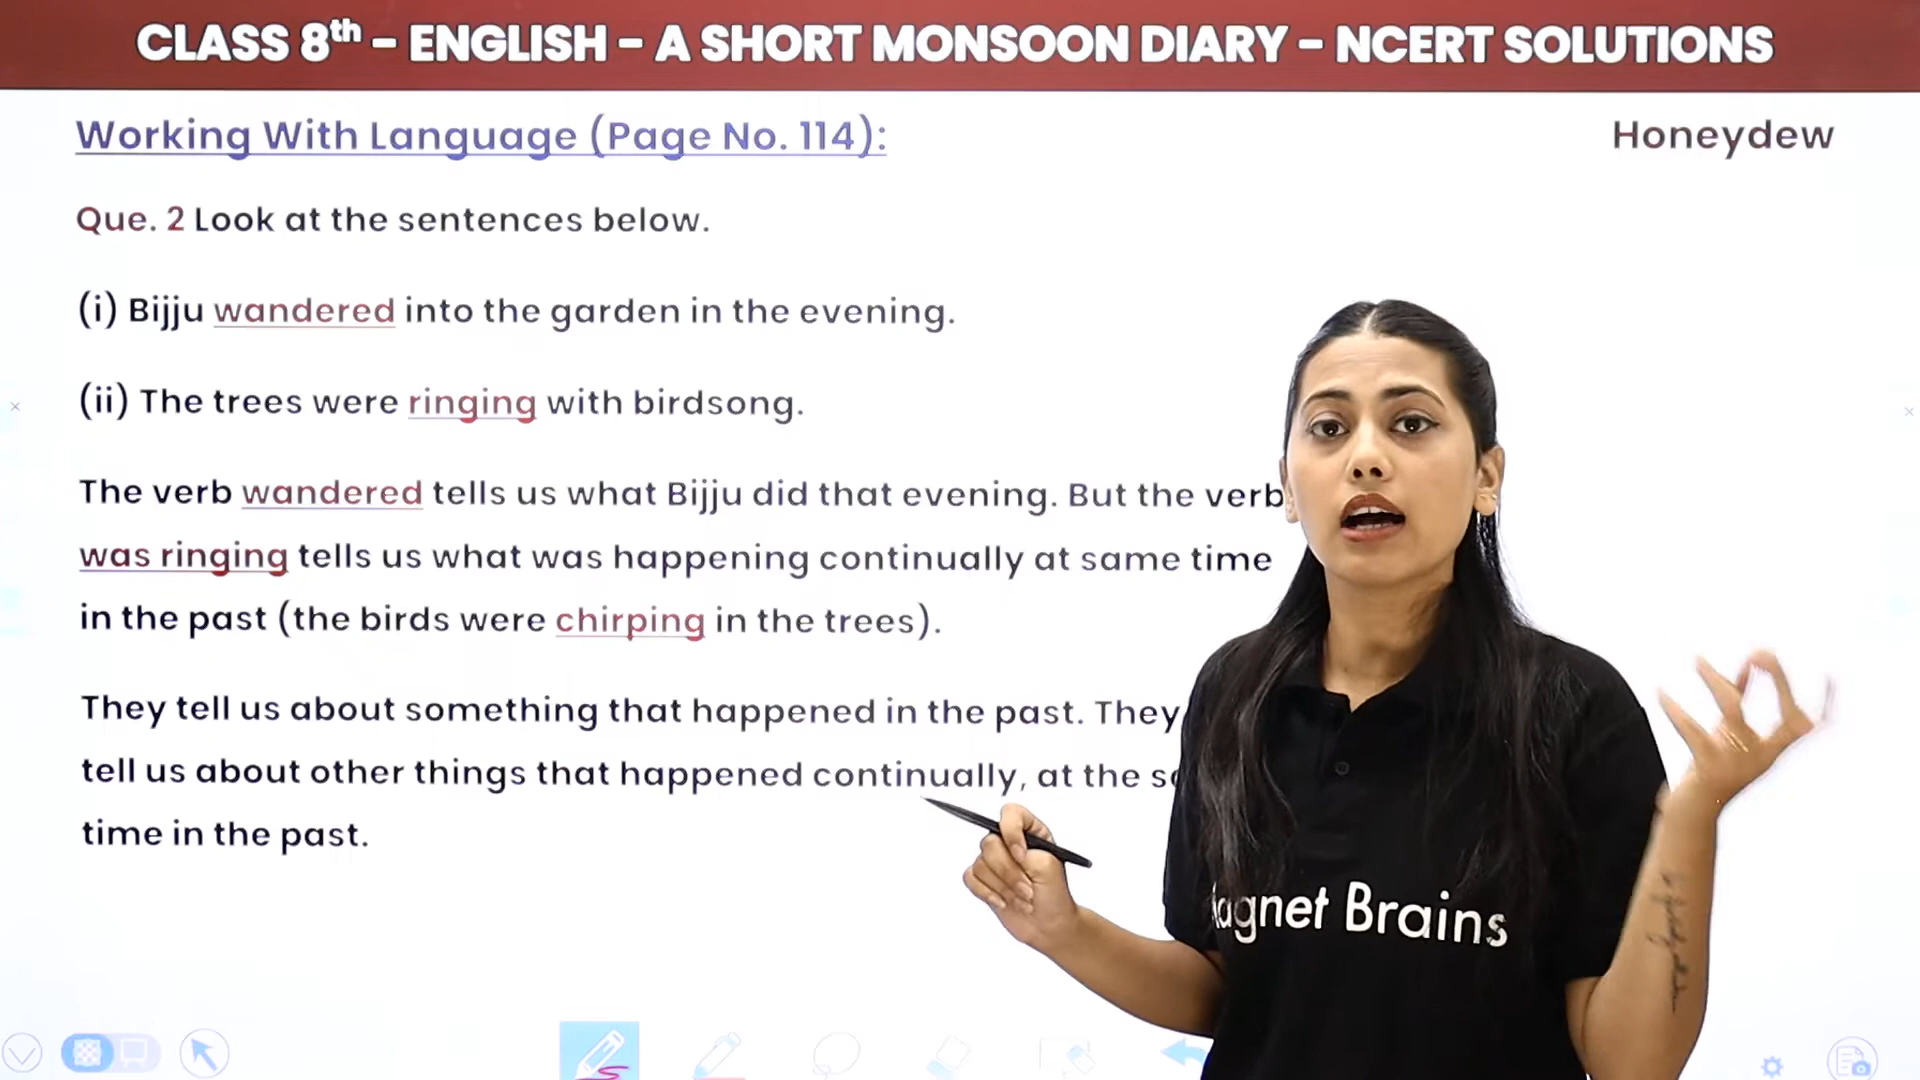 CLASS 8th – ENGLISH – A SHORT MONSOON DIARY – NCERT SOLUTIONS
Working With Language (Page No. 114):
Honeydew
Que. 2 Look at the sentences below.
(i) Bijju wandered into the garden in the evening.
(ii) The trees were ringing with birdsong.
The verb wandered tells us what Bijju did that evening. But the verb
was ringing tells us what was happening continually at same time
in the past (the birds were chirping in the trees).
They tell us about something that happened in the past. They
tell us about other things that happened continually, at the
time in the past.
Brains